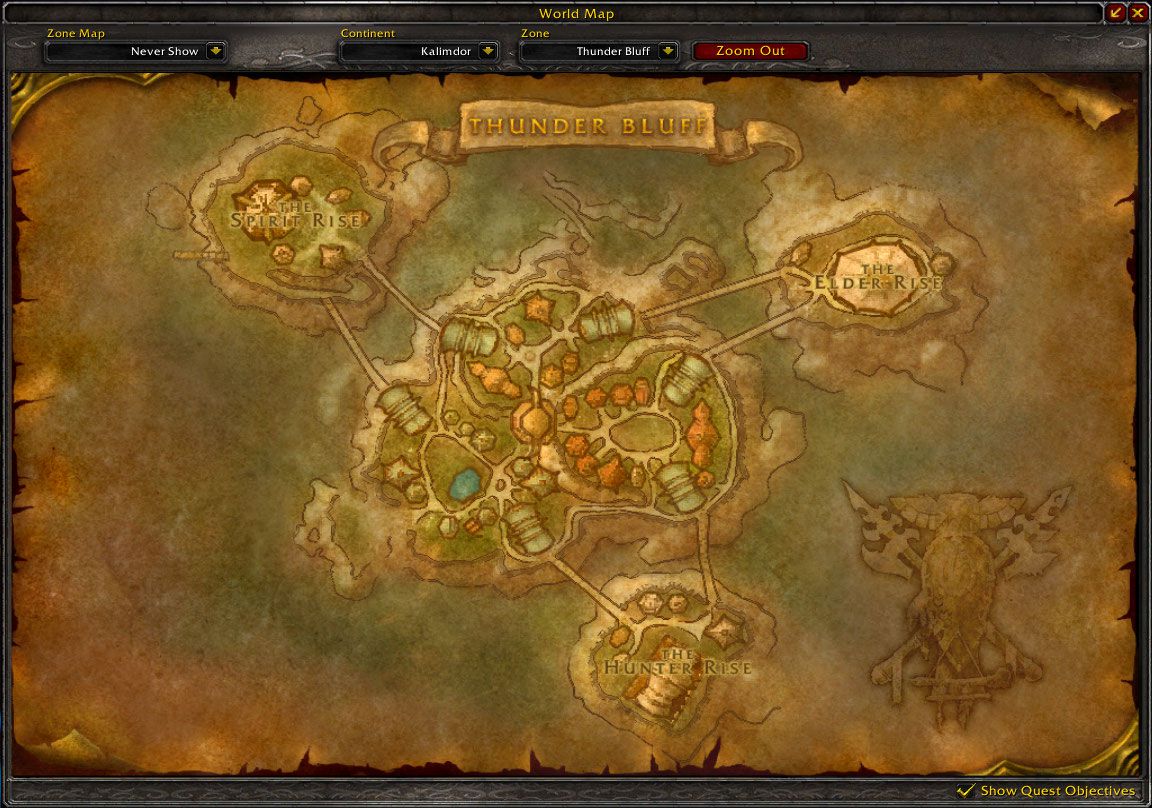 World Map
Zone Map
Continent
Zone
Never Show
Kalimdor
Thunder Bluff
Zoom Out
THUNDER BLUFF
THE
SPIRIT RISE
THE
ELDER RISE
THE
HUNTER RISE
Show Quest Objectives